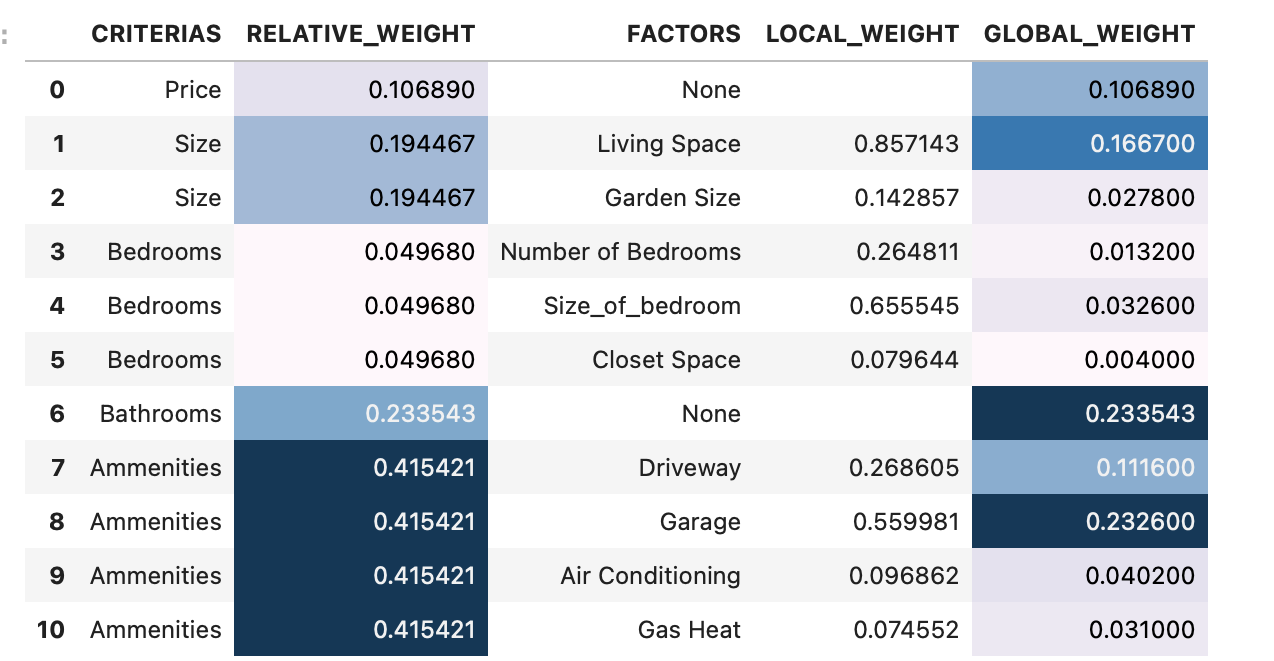 : CRITERIAS RELATIVE_WEIGHT FACTORS LOCAL_WEIGHT GLOBAL_WEIGHT
0 Price 0.106890 None 0.106890
1 Size 0.194467 Living Space 0.857143 0.166700
2 Size 0.194467 Garden Size 0.142857 0.027800
3 Bedrooms 0.049680 Number of Bedrooms 0.264811 0.013200
4 Bedrooms 0.049680 Size_of_bedroom 0.655545 0.032600
5 Bedrooms 0.049680 Closet Space 0.079644 0.004000
6 Bathrooms 0.233543 None 0.233543
7 Ammenities 0.415421 Driveway 0.268605 0.111600
8 Ammenities 0.415421 Garage 0.559981 0.232600
9 Ammenities 0.415421 Air Conditioning 0.096862 0.040200
10 Ammenities 0.415421 Gas Heat 0.074552 0.031000